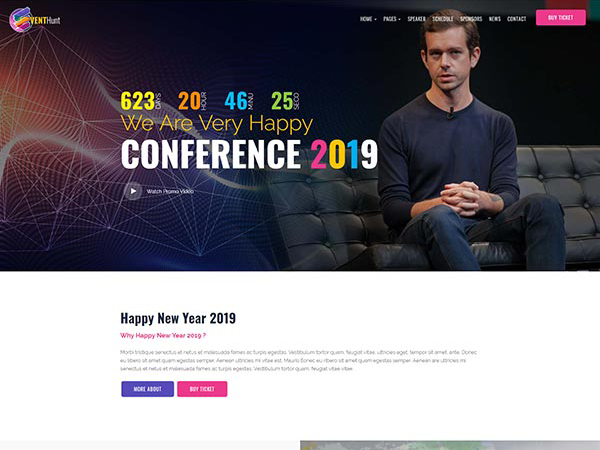 VENTHunt
HOME PAGES SPEAKER SCHEDULE SPONSORS NEWS CONTACT BUY TICKET
623 DAYS 20 HOUR 46 MINU 25 SECO
We Are Very Happy
CONFERENCE 2019
Watch Promo Video
Happy New Year 2019
Why Happy New Year 2019 ?
Morbi tristique senectus et netus et malesuada fames ac turpis egestas. Vestibulum tortor quam, feugiat vitae, ultricies eget, tempor sit amet, ante. Donec
eu libero sit amet quam egestas semper. Aenean ultricies mi vitae est. Mauris Donec eu libero sit amet quam egestas semper. Aenean are ultricies mi
senectus et netus et malesuada fames ac turpis egestas. Vestibulum tortor quam, feugiat vitae vitae.
MORE ABOUT BUY TICKET